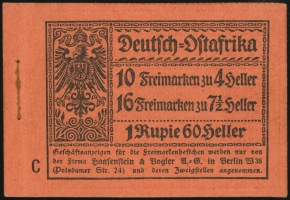 Deutsch-Ostafrika
10 Freimarken zu 4 Heller
16 Freimarken zu 7½ Heller
1 Rupie 60 Heller
Geschäftsanzeigen für die Freimarkenheftchen werden nur von
der Firma Haasenstein & Vogler A.-G. in Berlin W 35
(Potsdamer Str. 24) und deren Zweigstellen angenommen.
C